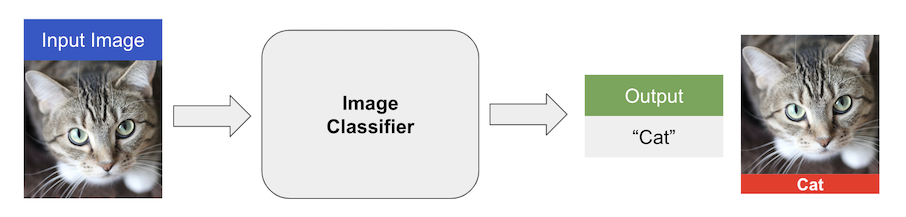 Input Image
Image
Classifier
Output
“Cat”
Cat